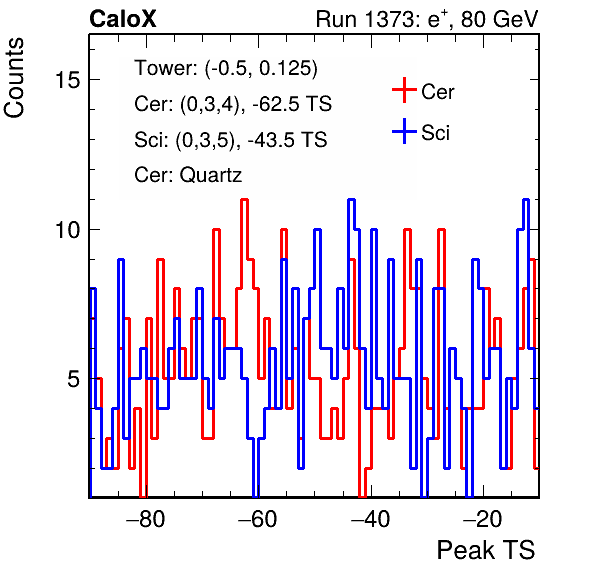 CaloX Run 1373: e⁺, 80 GeV
Counts
Tower: (-0.5, 0.125)
Cer: (0,3,4), -62.5 TS
Sci: (0,3,5), -43.5 TS
Cer: Quartz
Cer
Sci
15
10
5
−80 −60 −40 −20
Peak TS